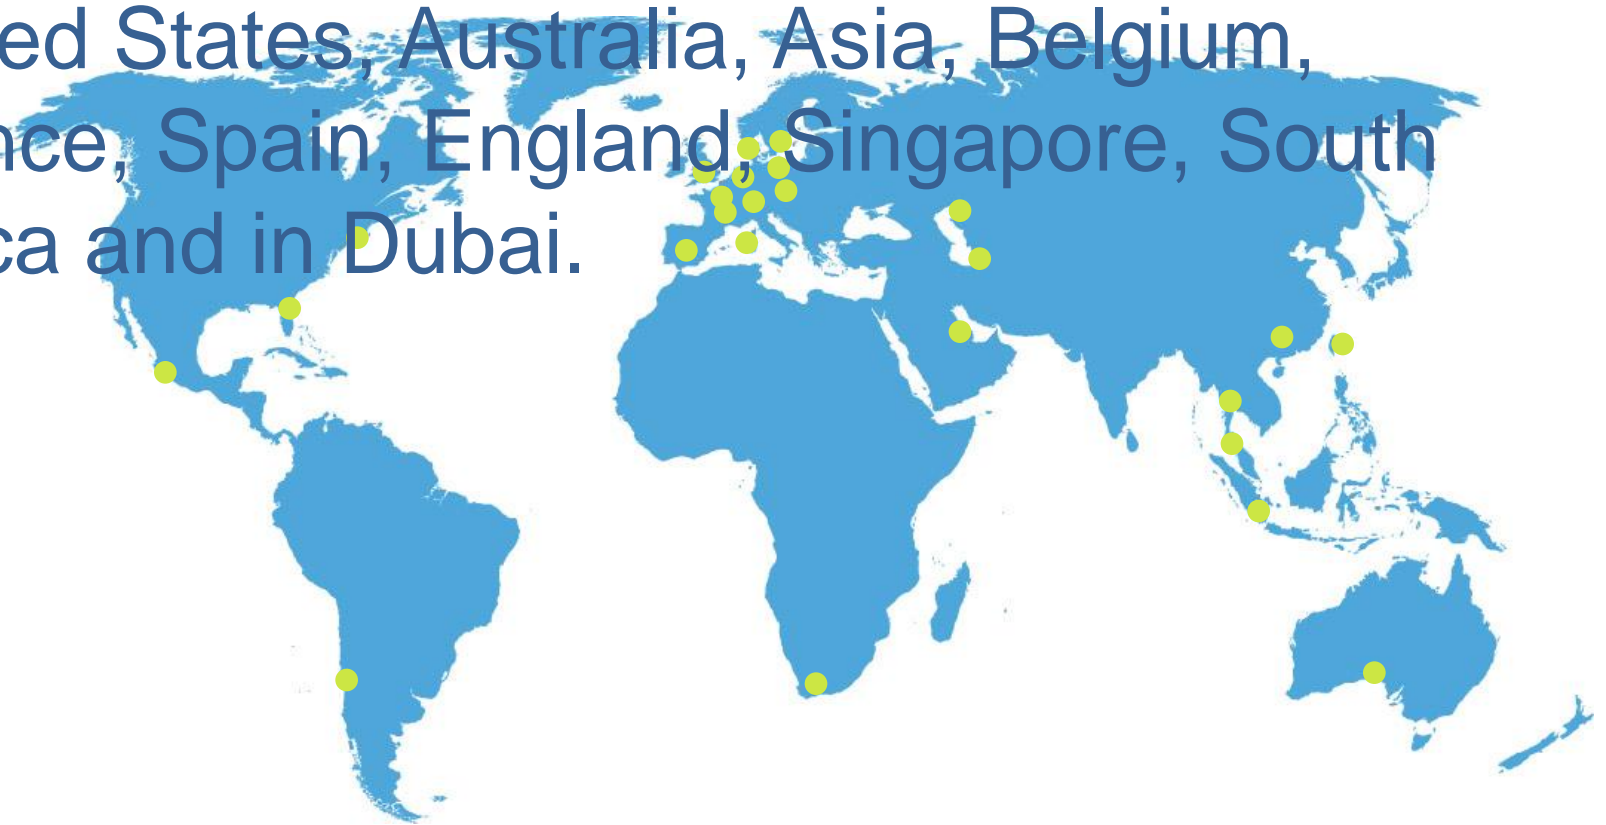 ed States, Australia, Asia, Belgium,
nce, Spain, England, Singapore, South
ca and in Dubai.